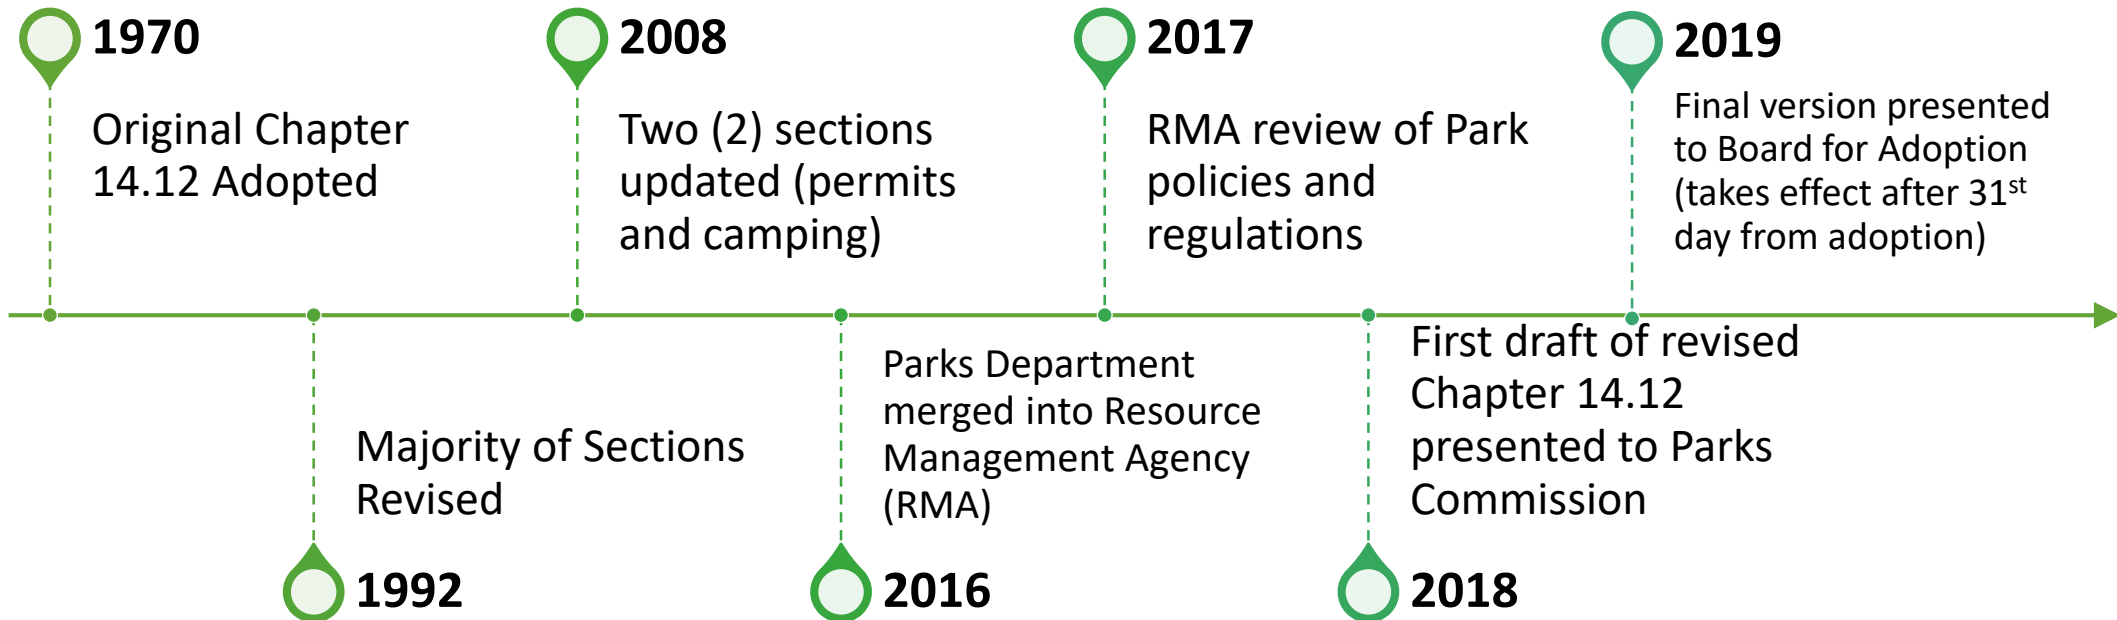 1970
Original Chapter
14.12 Adopted
1992
Majority of Sections
Revised
2008
Two (2) sections
updated (permits
and camping)
2016
Parks Department
merged into Resource
Management Agency
(RMA)
2017
RMA review of Park
policies and
regulations
2018
First draft of revised
Chapter 14.12
presented to Parks
Commission
2019
Final version presented
to Board for Adoption
(takes effect after 31st
day from adoption)